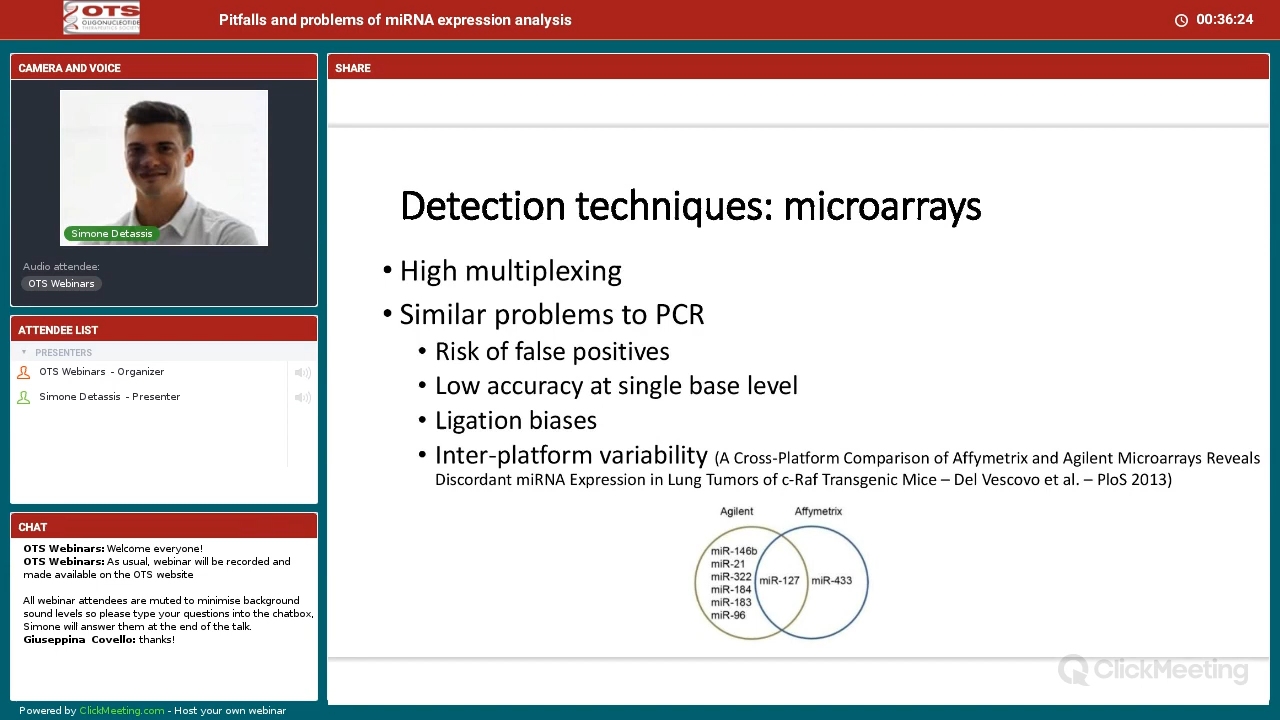 OTS
OLIGONUCLEOTIDE
THERAPEUTICS SOCIETY
Pitfalls and problems of miRNA expression analysis
00:36:24
CAMERA AND VOICE
Simone Detassis
Audio attendee:
OTS Webinars
ATTENDEE LIST
PRESENTERS
OTS Webinars - Organizer
Simone Detassis - Presenter
CHAT
OTS Webinars: Welcome everyone!
OTS Webinars: As usual, webinar will be recorded and
made available on the OTS website
All webinar attendees are muted to minimise background
sound levels so please type your questions into the chatbox,
Simone will answer them at the end of the talk.
Giuseppina Covello: thanks!
Powered by ClickMeeting.com - Host your own webinar
SHARE
Detection techniques: microarrays
• High multiplexing
• Similar problems to PCR
• Risk of false positives
• Low accuracy at single base level
• Ligation biases
• Inter-platform variability (A Cross-Platform Comparison of Affymetrix and Agilent Microarrays Reveals
Discordant miRNA Expression in Lung Tumors of c-Raf Transgenic Mice – Del Vescovo et al. – PloS 2013)
Agilent Affymetrix
miR-146b
miR-21
miR-322
miR-184
miR-183
miR-96
miR-127
miR-433
ClickMeeting